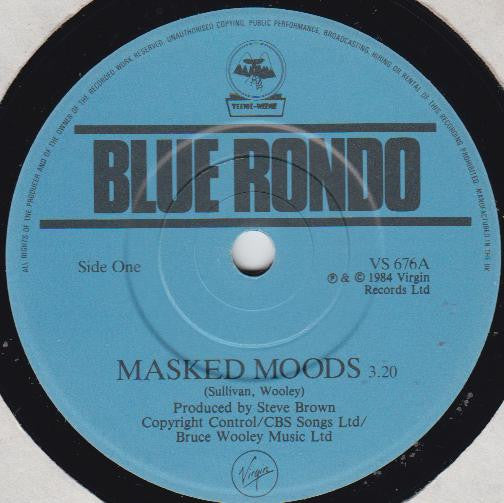 ALL RIGHTS OF THE PRODUCER AND OF THE OWNER OF THE RECORDED WORK RESERVED. UNAUTHORISED COPYING, PUBLIC PERFORMANCE, BROADCASTING, HIRING OR RENTAL OF THIS RECORDING PROHIBITED. MANUFACTURED IN THE UK
TEENIE-WEENIE
BLUE RONDO
Side One
VS 676A
℗ & © 1984 Virgin
Records Ltd
MASKED MOODS 3.20
(Sullivan, Wooley)
Produced by Steve Brown
Copyright Control/CBS Songs Ltd/
Bruce Wooley Music Ltd
Virgin